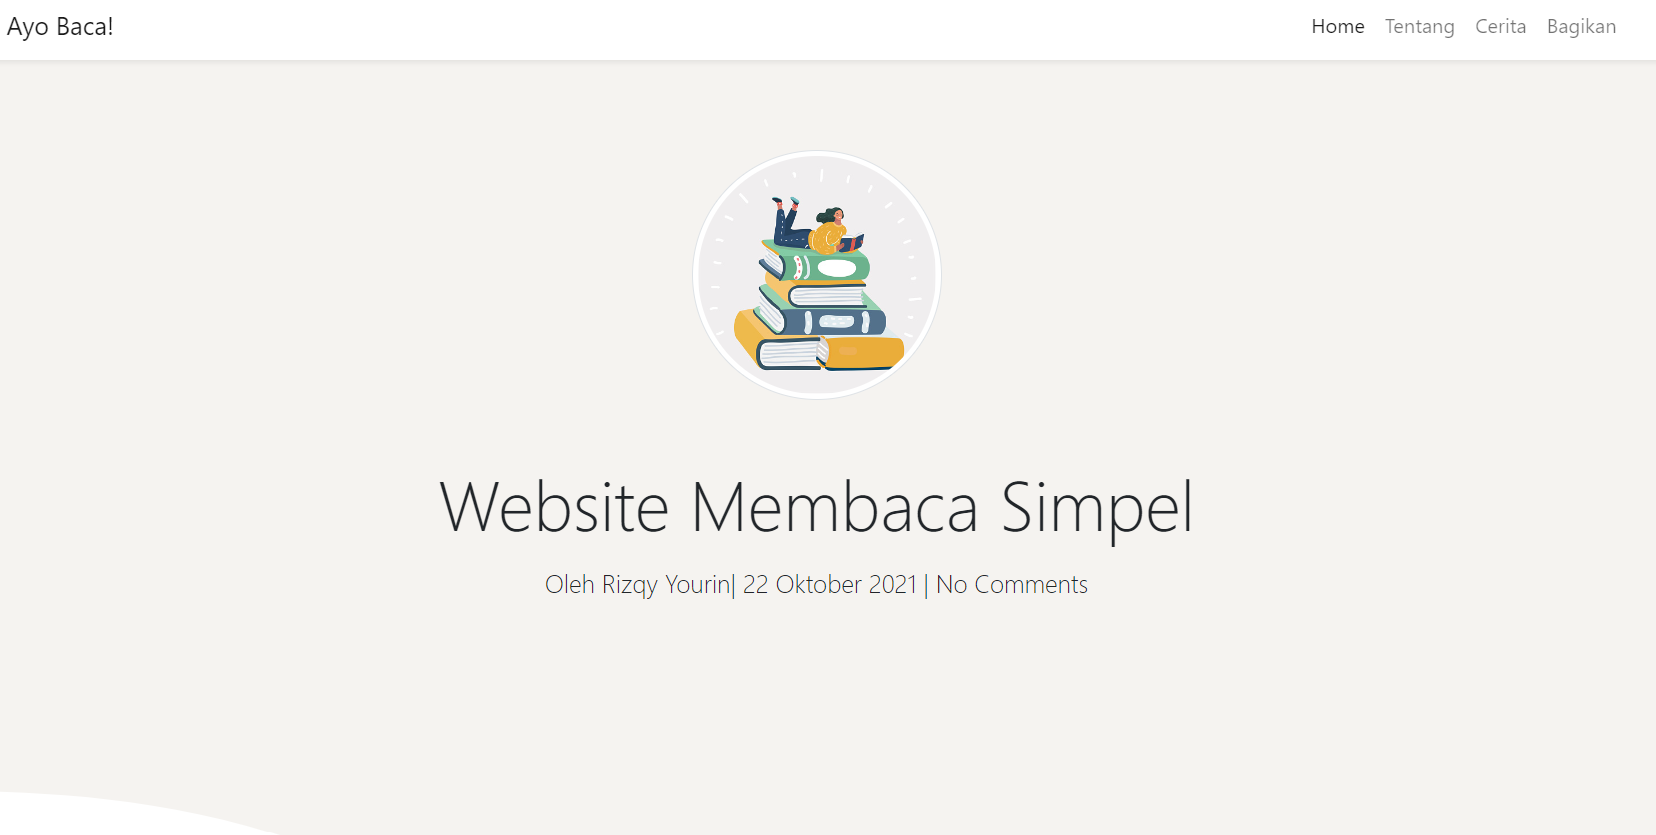 Ayo Baca!
Home Tentang Cerita Bagikan
Website Membaca Simpel
Oleh Rizqy Yourin| 22 Oktober 2021 | No Comments